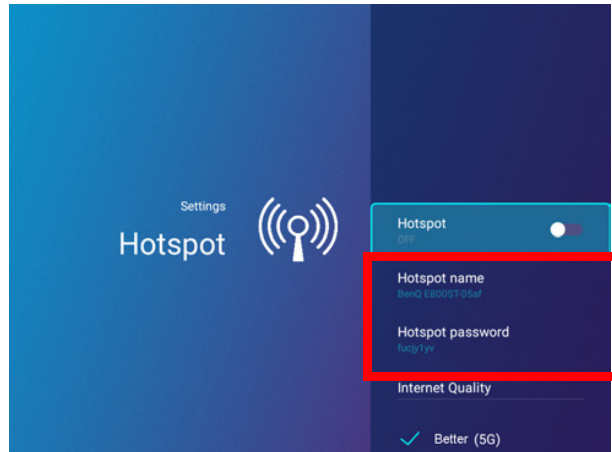 Settings
Hotspot
Hotspot
OFF
Hotspot name
BenQ E800ST-05af
Hotspot password
fucjy1yv
Internet Quality
Better (5G)